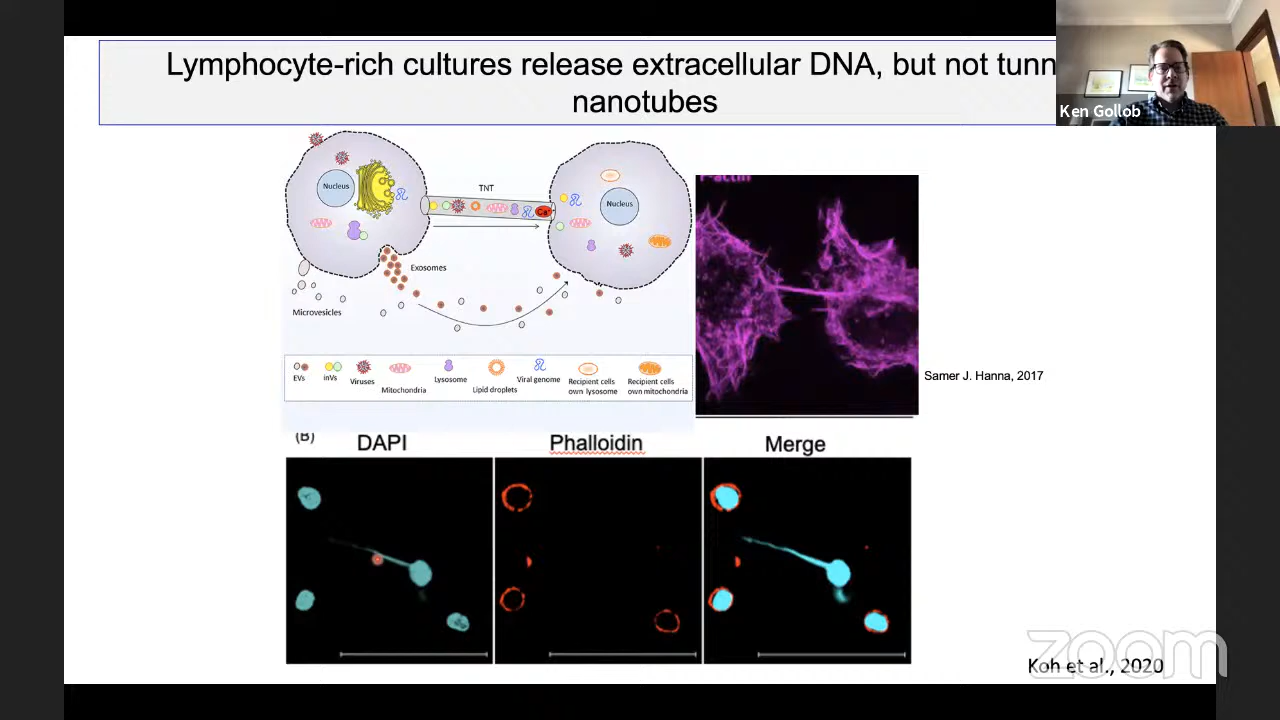 Lymphocyte-rich cultures release extracellular DNA, but not tunn
nanotubes
Ken Gollob
Nucleus
TNT
Nucleus
Exosomes
Microvesicles
EVs
inVs
Viruses
Mitochondria
Lysosome
Lipid droplets
Viral genome
Recipient cells
own lysosome
Recipient cells
own mitochondria
F-actin
Samer J. Hanna, 2017
(B)
DAPI
Phalloidin
Merge
zoom
Koh et al., 2020